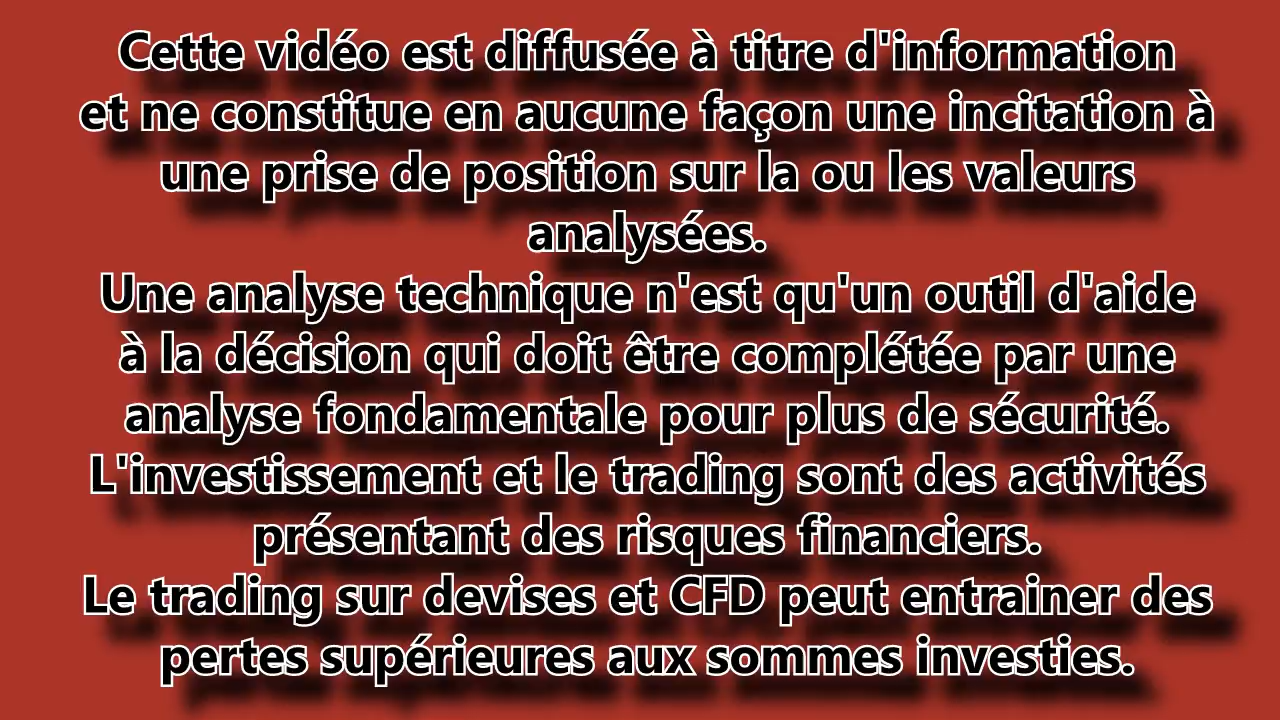 Cette vidéo est diffusée à titre d'information
et ne constitue en aucune façon une incitation à
une prise de position sur la ou les valeurs
analysées.
Une analyse technique n'est qu'un outil d'aide
à la décision qui doit être complétée par une
analyse fondamentale pour plus de sécurité.
L'investissement et le trading sont des activités
présentant des risques financiers.
Le trading sur devises et CFD peut entrainer des
pertes supérieures aux sommes investies.